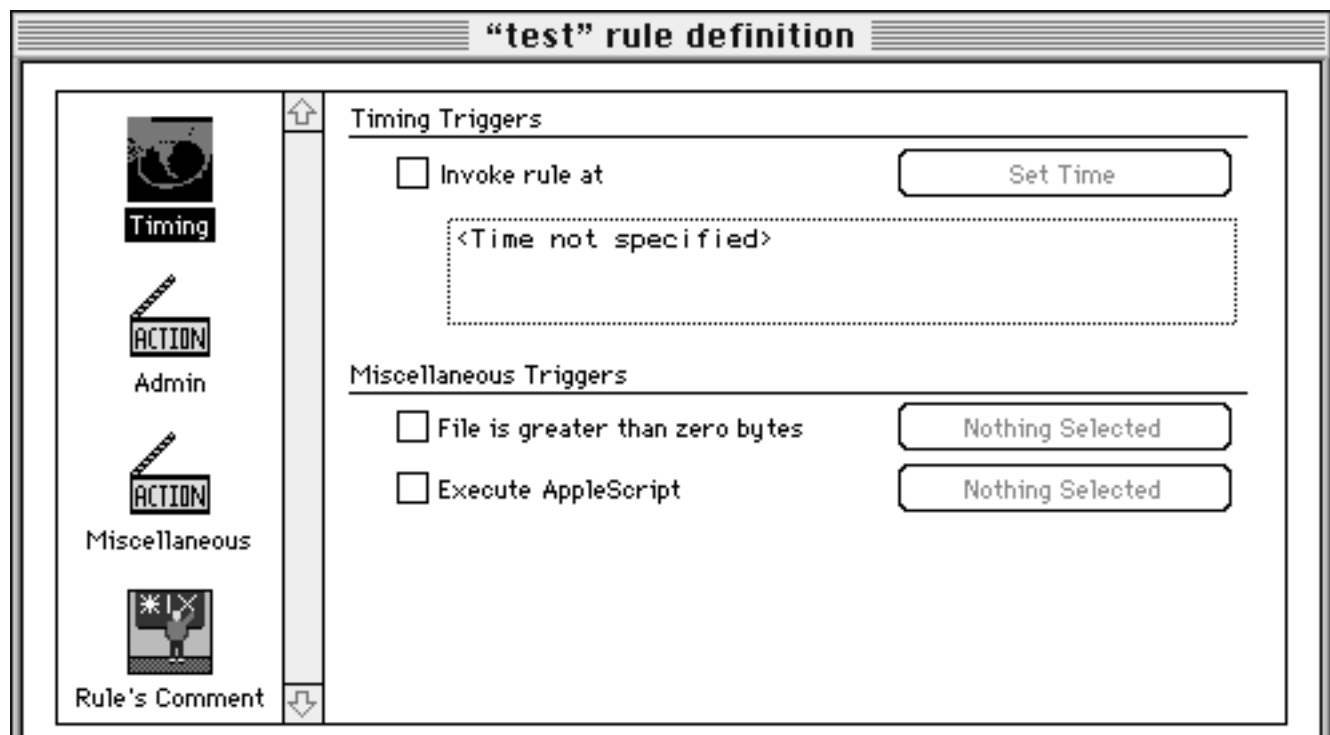 “test” rule definition
Timing
ACTION
Admin
ACTION
Miscellaneous
Rule's Comment
Timing Triggers
Invoke rule at
Set Time
<Time not specified>
Miscellaneous Triggers
File is greater than zero bytes
Nothing Selected
Execute AppleScript
Nothing Selected